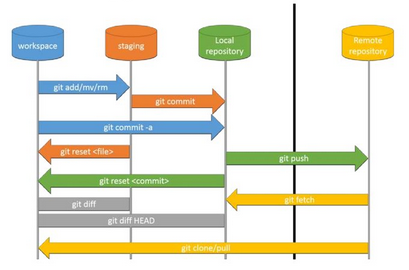 workspace
staging
Local
repository
Remote
repository
git add/mv/rm
git commit
git commit -a
git reset <file>
git push
git reset <commit>
git diff
git fetch
git diff HEAD
git clone/pull